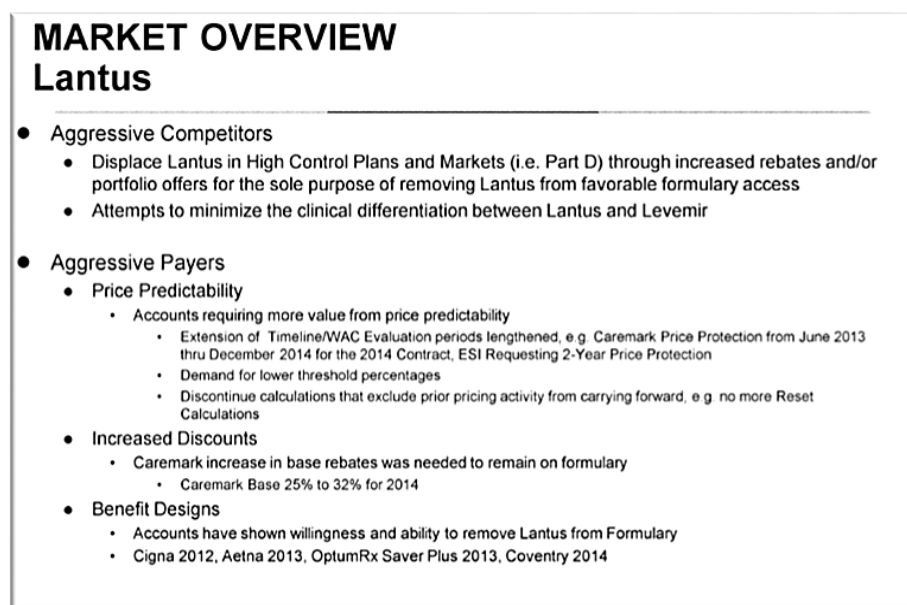 MARKET OVERVIEW
Lantus
● Aggressive Competitors
● Displace Lantus in High Control Plans and Markets (i.e. Part D) through increased rebates and/or
portfolio offers for the sole purpose of removing Lantus from favorable formulary access
● Attempts to minimize the clinical differentiation between Lantus and Levemir
● Aggressive Payers
● Price Predictability
• Accounts requiring more value from price predictability
• Extension of Timeline/WAC Evaluation periods lengthened, e.g. Caremark Price Protection from June 2013
thru December 2014 for the 2014 Contract, ESI Requesting 2-Year Price Protection
• Demand for lower threshold percentages
• Discontinue calculations that exclude prior pricing activity from carrying forward, e.g. no more Reset
Calculations
● Increased Discounts
• Caremark increase in base rebates was needed to remain on formulary
• Caremark Base 25% to 32% for 2014
● Benefit Designs
• Accounts have shown willingness and ability to remove Lantus from Formulary
• Cigna 2012, Aetna 2013, OptumRx Saver Plus 2013, Coventry 2014